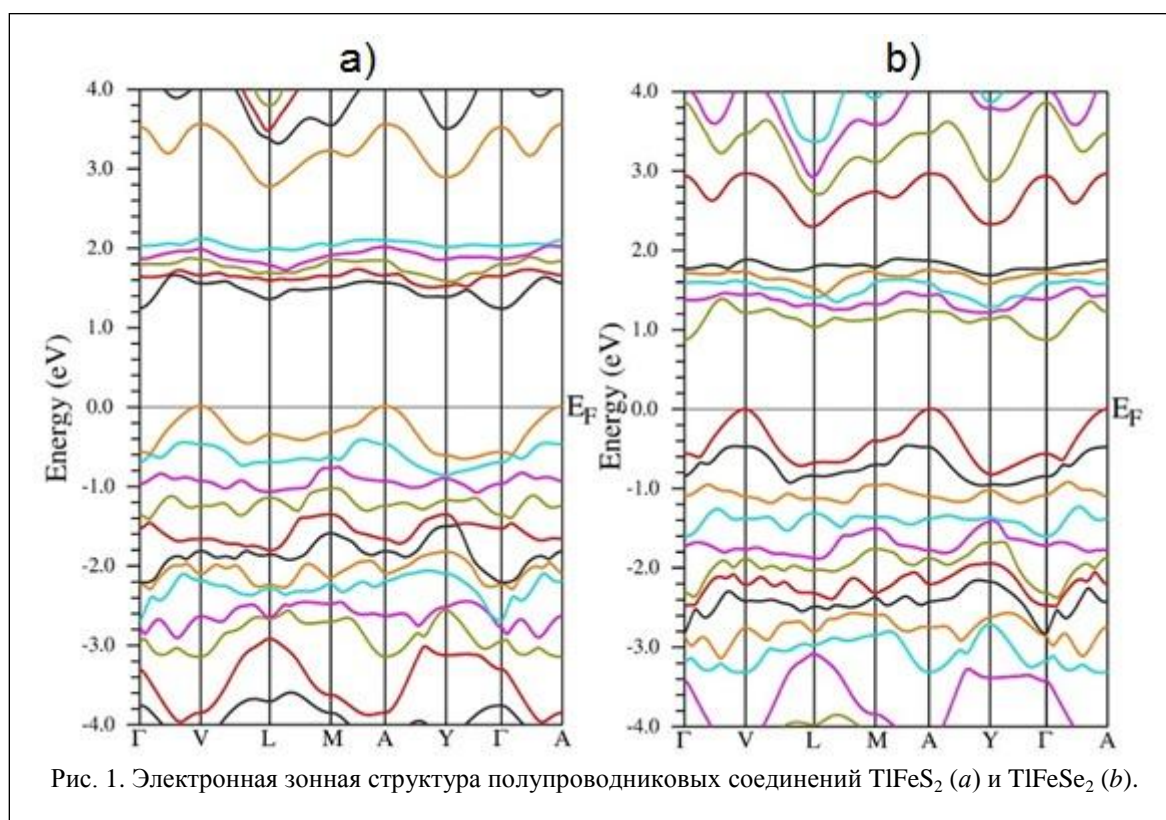 a)
4.0
3.0
2.0
1.0
0.0
-1.0
-2.0
-3.0
-4.0
Energy (eV)
E_F
Γ V L M A Y Γ A
b)
4.0
3.0
2.0
1.0
0.0
-1.0
-2.0
-3.0
-4.0
Energy (eV)
E_F
Γ V L M A Y Γ A
Рис. 1. Электронная зонная структура полупроводниковых соединений TlFeS₂ (a) и TlFeSe₂ (b).